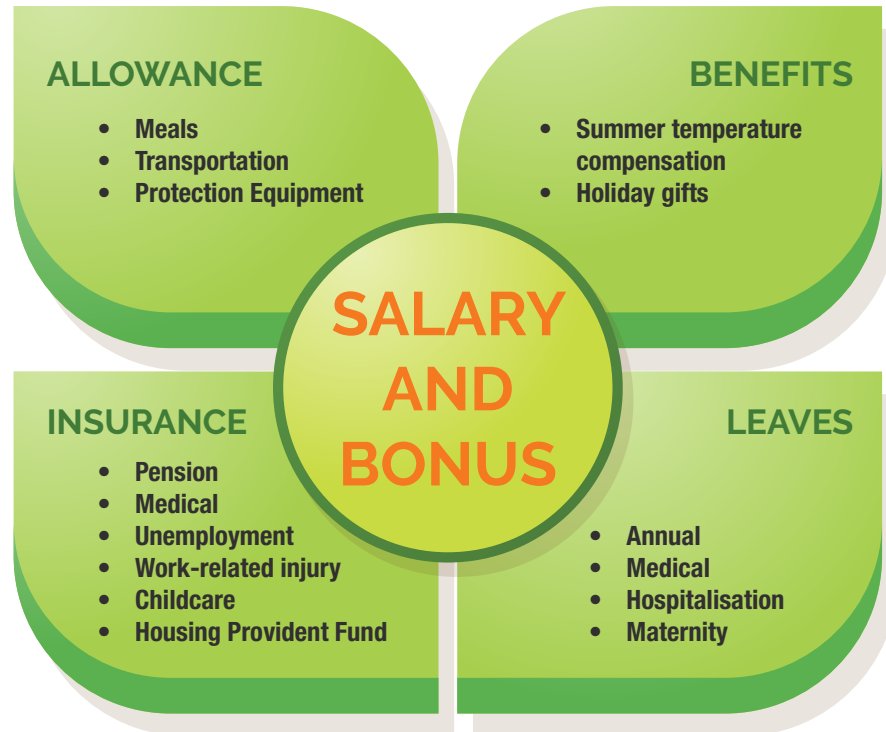 ALLOWANCE
• Meals
• Transportation
• Protection Equipment
BENEFITS
• Summer temperature
compensation
• Holiday gifts
SALARY
AND
BONUS
INSURANCE
• Pension
• Medical
• Unemployment
• Work-related injury
• Childcare
• Housing Provident Fund
LEAVES
• Annual
• Medical
• Hospitalisation
• Maternity